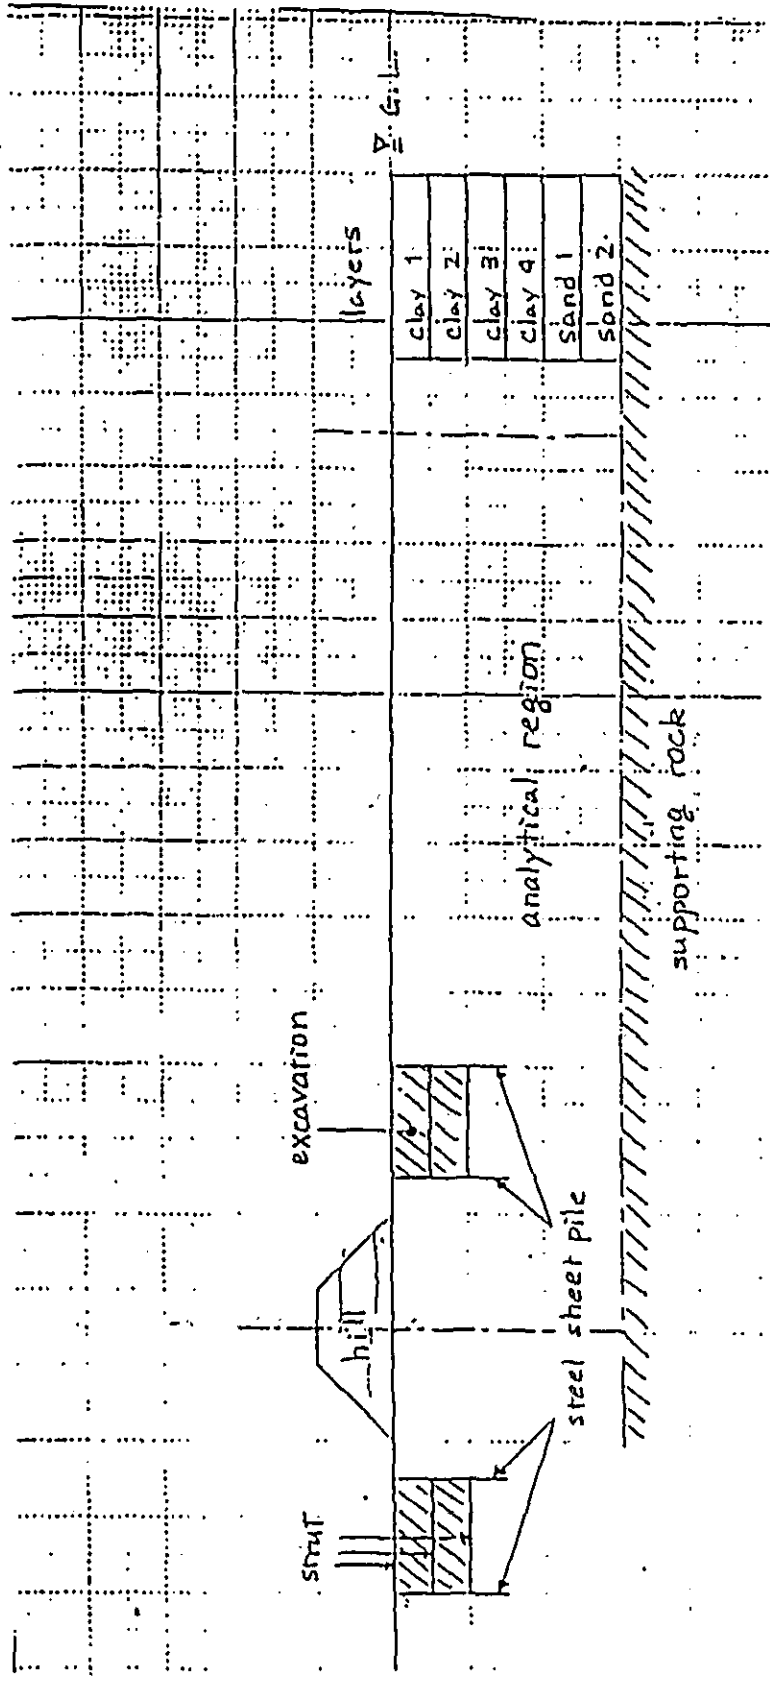 strut
hill
excavation
layers
G.L.
clay 1
clay 2
clay 3
clay 4
sand 1
sand 2
analytical region
steel sheet pile
supporting rock